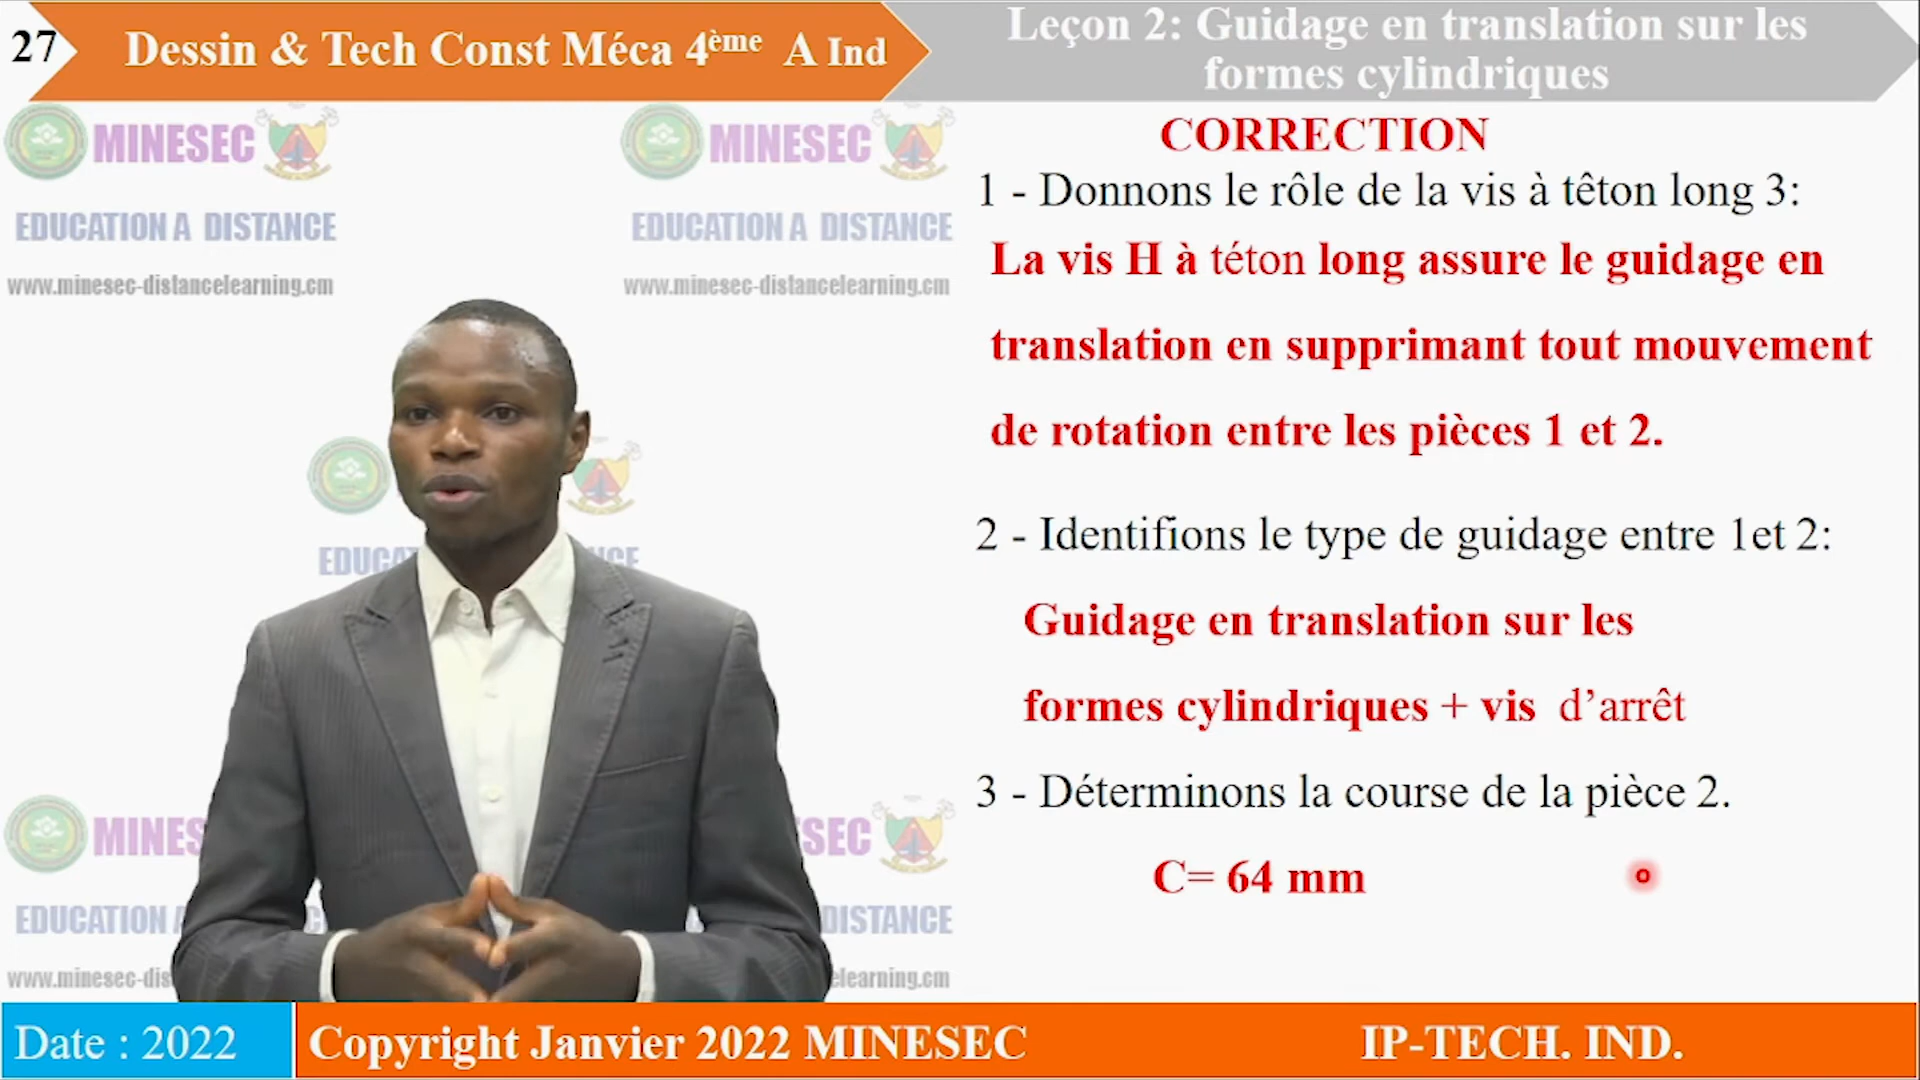 27
Dessin & Tech Const Méca 4ème A Ind
Leçon 2: Guidage en translation sur les
formes cylindriques
MINESEC
EDUCATION A DISTANCE
www.minesec-distancelearning.cm
MINESEC
EDUCATION A DISTANCE
www.minesec-distancelearning.cm
CORRECTION
1 - Donnons le rôle de la vis à têton long 3:
La vis H à téton long assure le guidage en
translation en supprimant tout mouvement
de rotation entre les pièces 1 et 2.
2 - Identifions le type de guidage entre 1et 2:
Guidage en translation sur les
formes cylindriques + vis d’arrêt
3 - Déterminons la course de la pièce 2.
C= 64 mm
Date : 2022
Copyright Janvier 2022 MINESEC
IP-TECH. IND.